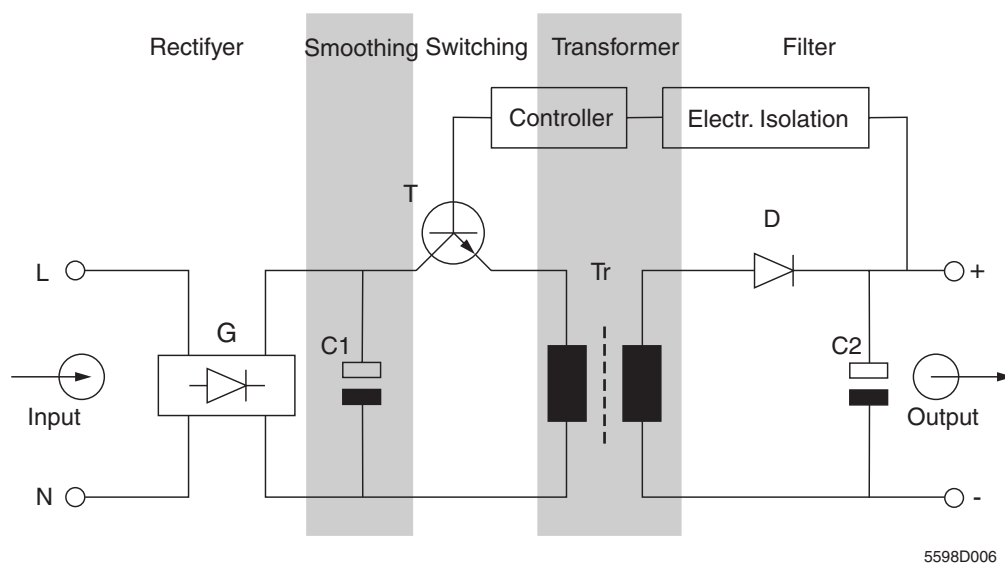 Rectifyer Smoothing Switching Transformer Filter
Controller Electr. Isolation
T
D
L Tr +
G
C1 C2
Input Output
N -
5598D006